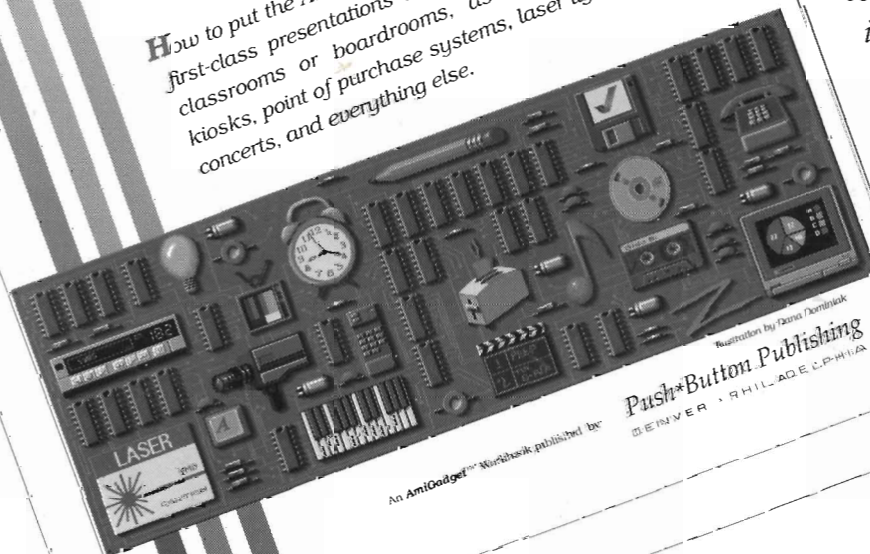 How to put the
first-class presentations
classrooms or boardrooms,
kiosks, point of purchase systems, laser
concerts, and everything else.
LASER
Illustration by Dana Dominiak
Push*Button Publishing
DENVER * PHILADELPHIA
An AmiGadget™ Workbook published by